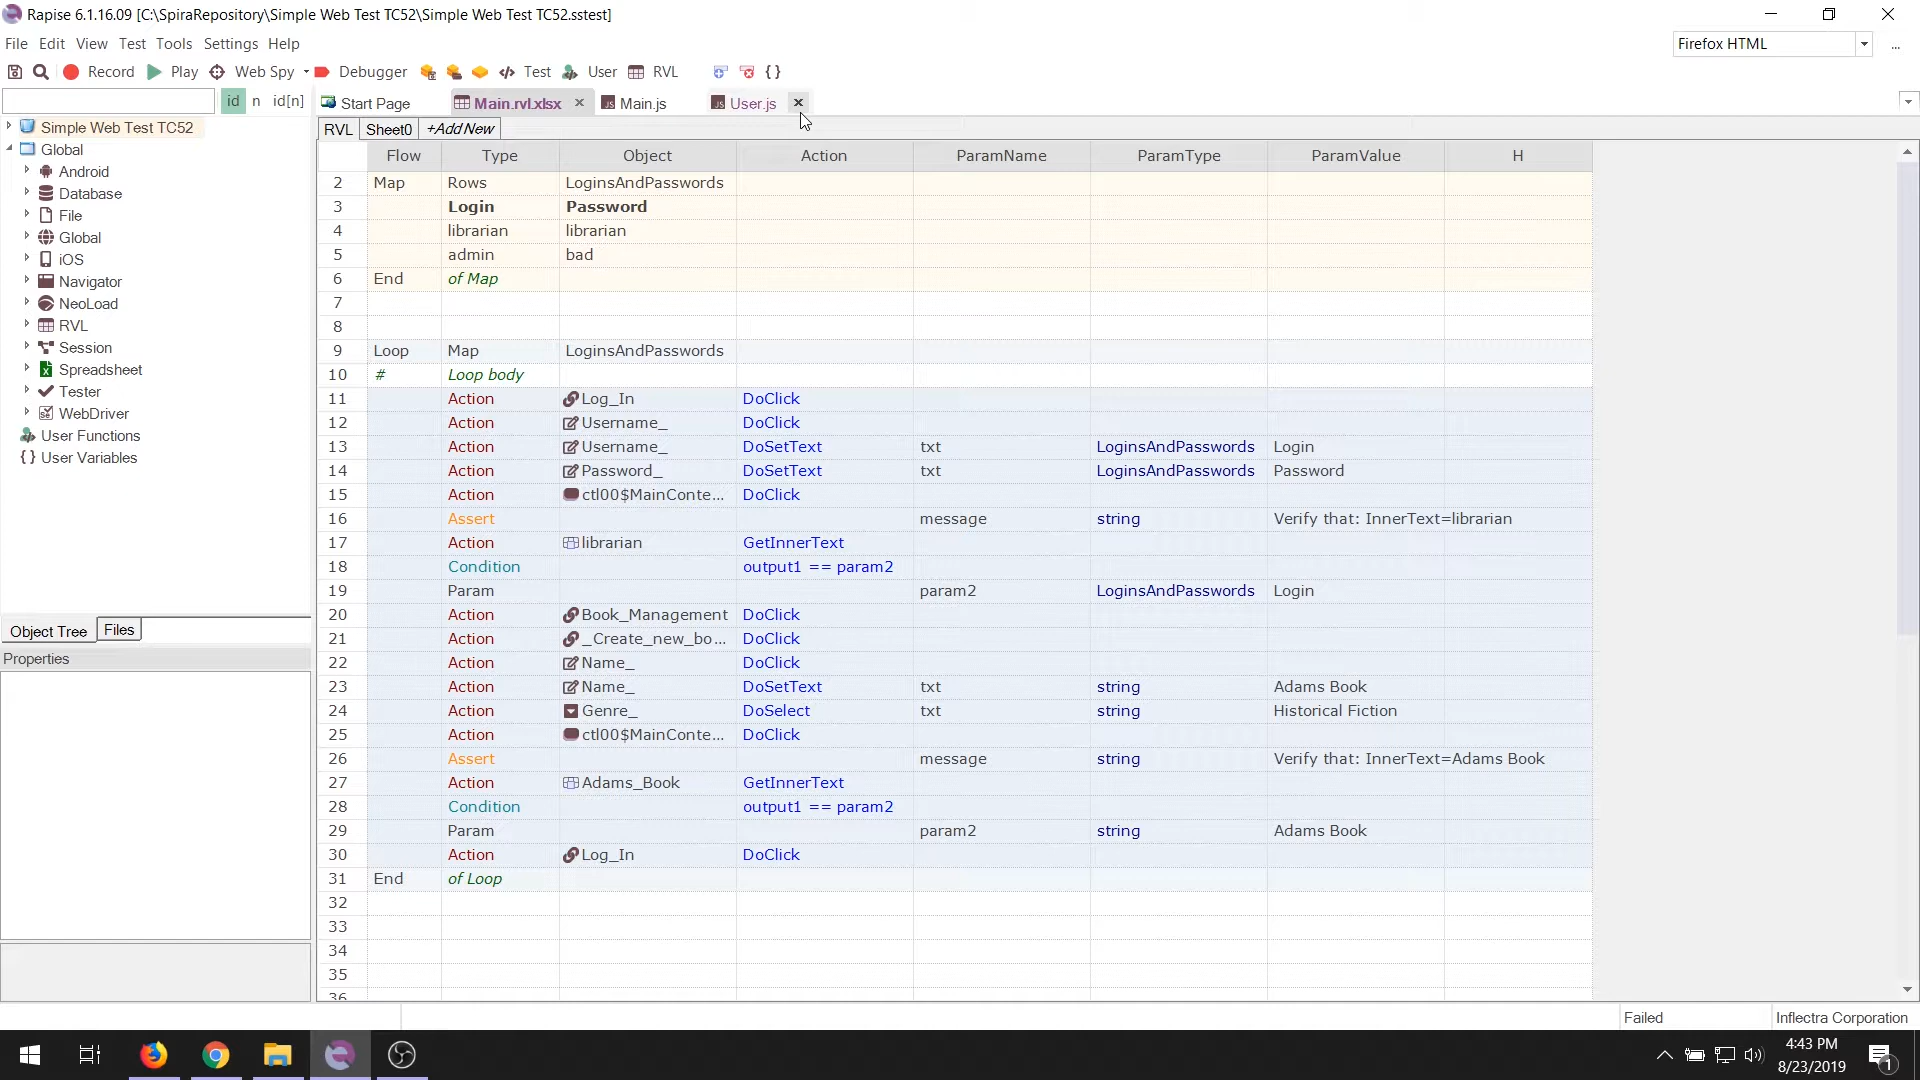 Rapise 6.1.16.09 [C:\SpiraRepository\Simple Web Test TC52\Simple Web Test TC52.sstest]
File Edit View Test Tools Settings Help
Firefox HTML ...
Record Play Web Spy Debugger Test User RVL
id n id[n]
Start Page Main.rvl.xlsx Main.js User.js
RVL Sheet0 +Add New
Simple Web Test TC52
Global
Android
Database
File
Global
iOS
Navigator
NeoLoad
RVL
Session
Spreadsheet
Tester
WebDriver
User Functions
User Variables
Object Tree Files
Properties
Flow Type Object Action ParamName ParamType ParamValue H
2 Map Rows LoginsAndPasswords
3 Login Password
4 librarian librarian
5 admin bad
6 End of Map
7
8
9 Loop Map LoginsAndPasswords
10 # Loop body
11 Action Log_In DoClick
12 Action Username_ DoClick
13 Action Username_ DoSetText txt LoginsAndPasswords Login
14 Action Password_ DoSetText txt LoginsAndPasswords Password
15 Action ctl00$MainConte... DoClick
16 Assert message string Verify that: InnerText=librarian
17 Action librarian GetInnerText
18 Condition output1 == param2
19 Param param2 LoginsAndPasswords Login
20 Action Book_Management DoClick
21 Action _Create_new_bo... DoClick
22 Action Name_ DoClick
23 Action Name_ DoSetText txt string Adams Book
24 Action Genre_ DoSelect txt string Historical Fiction
25 Action ctl00$MainConte... DoClick
26 Assert message string Verify that: InnerText=Adams Book
27 Action Adams_Book GetInnerText
28 Condition output1 == param2
29 Param param2 string Adams Book
30 Action Log_In DoClick
31 End of Loop
32
33
34
35
36
Failed Inflectra Corporation
4:43 PM
8/23/2019
1